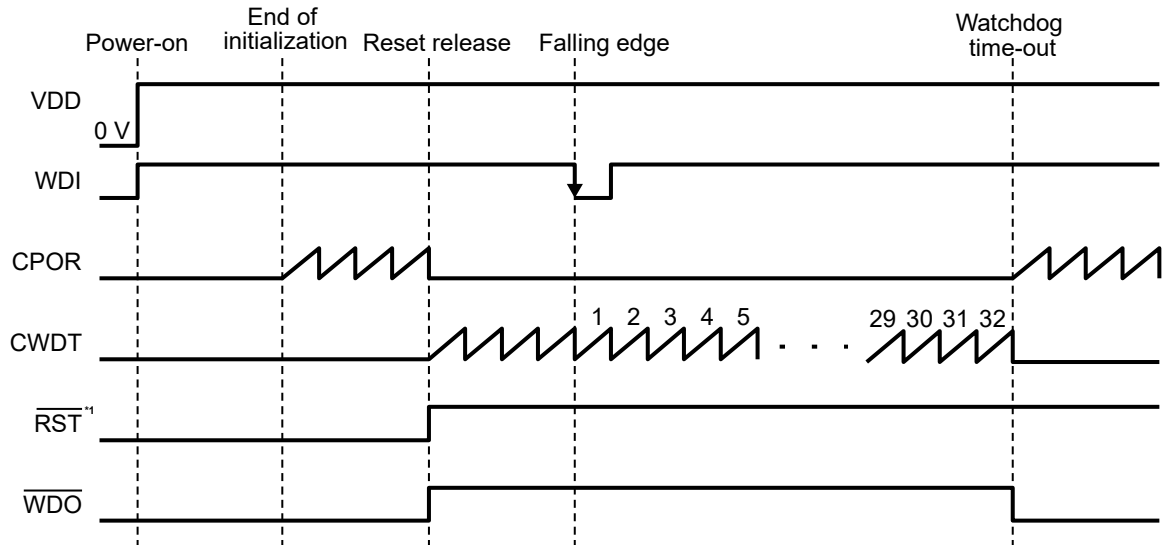 End of
initialization
Power-on
Reset release
Falling edge
Watchdog
time-out
VDD
0 V
WDI
CPOR
CWDT
1 2 3 4 5
. . . .
29 30 31 32
RST*1
WDO